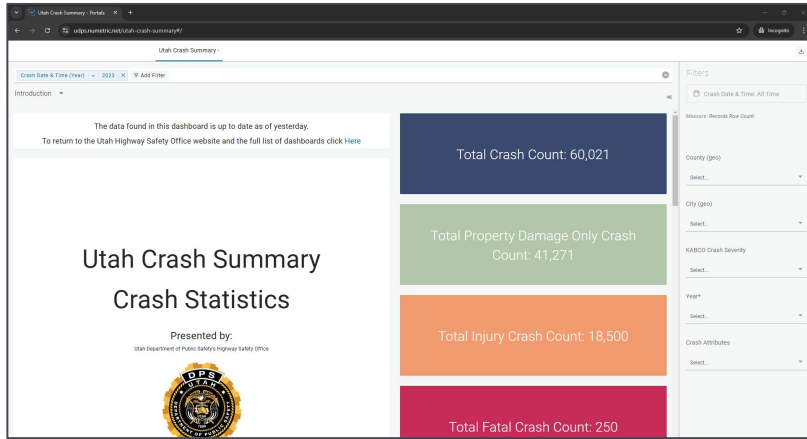 Utah Crash Summary - Portals
udps.numetric.net/utah-crash-summary#/
Incognito
Utah Crash Summary -
Crash Date & Time (Year) = 2023 × Add Filter
Introduction
The data found in this dashboard is up to date as of yesterday.
To return to the Utah Highway Safety Office website and the full list of dashboards click Here
Utah Crash Summary
Crash Statistics
Presented by:
Utah Department of Public Safety's Highway Safety Office
DPS
UTAH
DEPARTMENT OF PUBLIC SAFETY
Total Crash Count: 60,021
Total Property Damage Only Crash
Count: 41,271
Total Injury Crash Count: 18,500
Total Fatal Crash Count: 250
Filters
Crash Date & Time: All Time
Measure: Records Row Count
County (geo)
Select...
City (geo)
Select...
KABCO Crash Severity
Select...
Year*
Select...
Crash Attributes
Select...